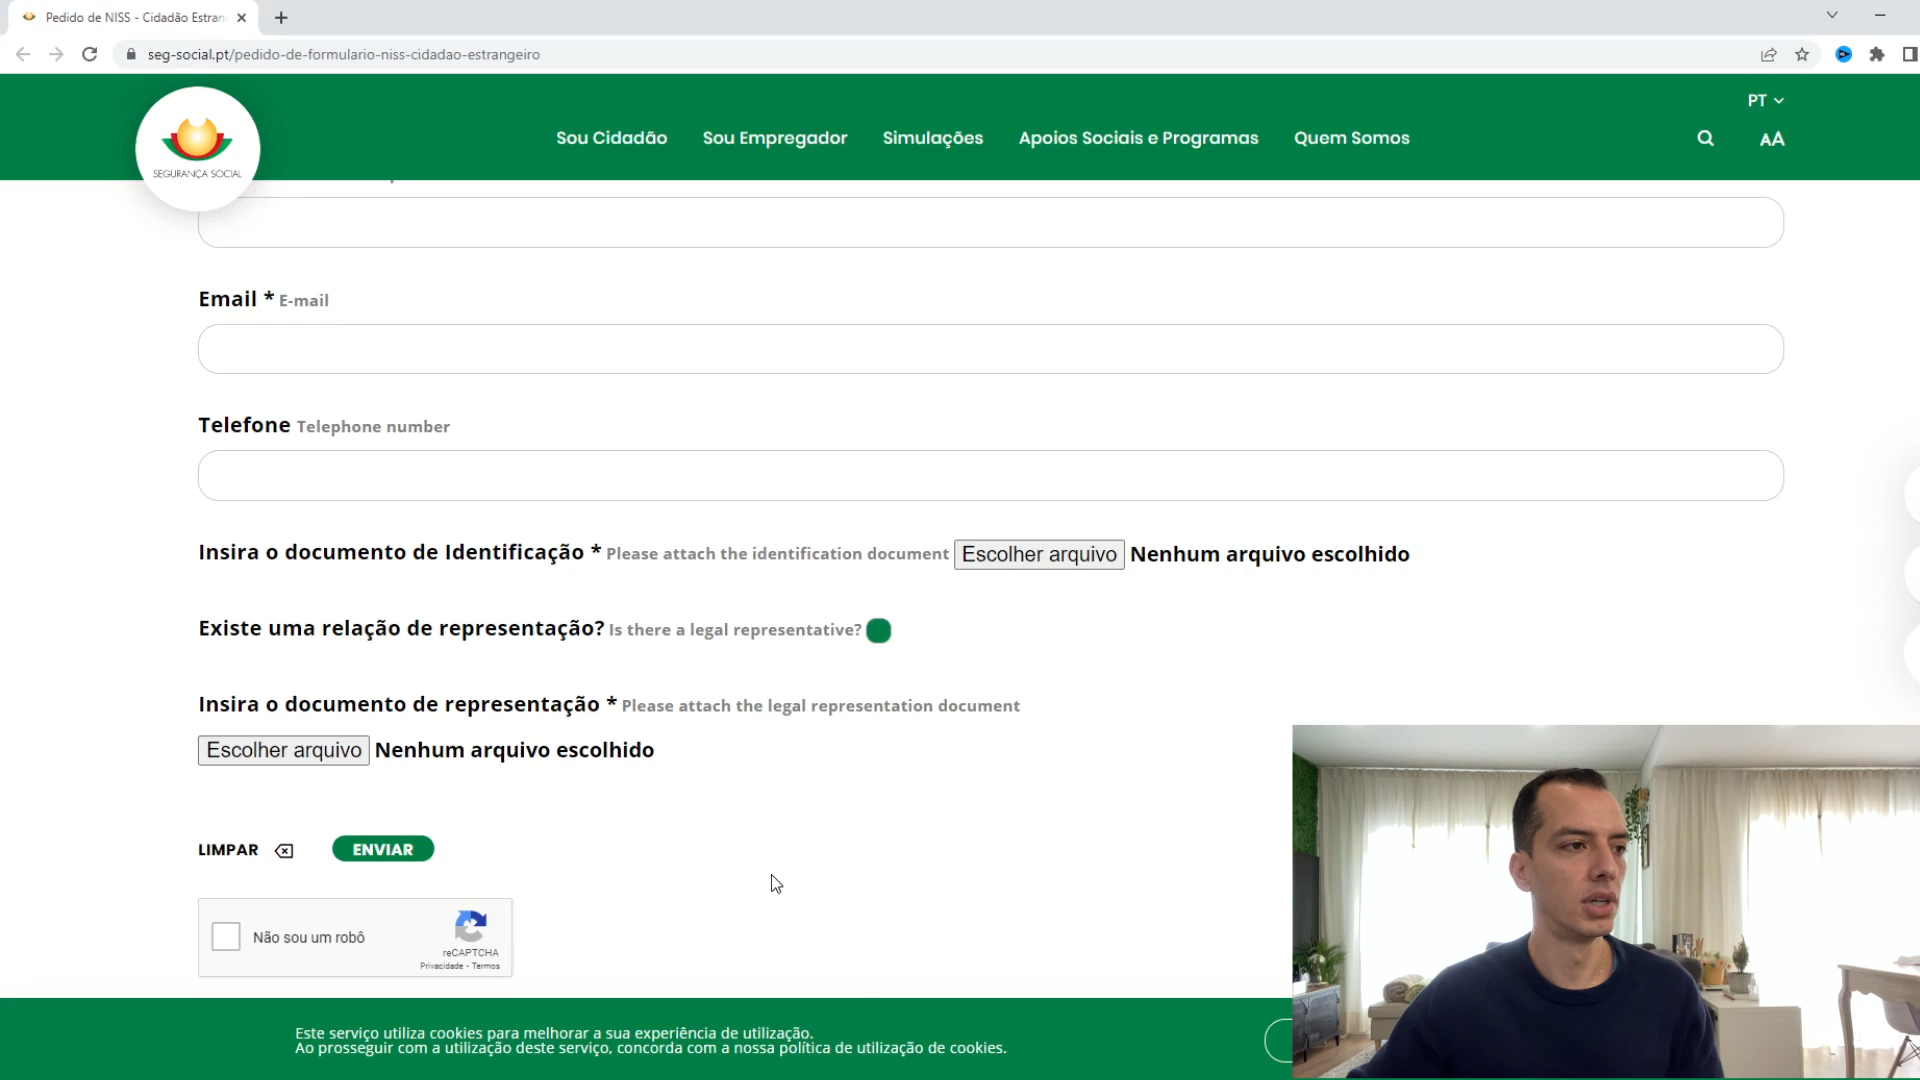 Pedido de NISS - Cidadão Estran
seg-social.pt/pedido-de-formulario-niss-cidadao-estrangeiro
PT
SEGURANÇA SOCIAL
Sou Cidadão Sou Empregador Simulações Apoios Sociais e Programas Quem Somos
AA
Email * E-mail
Telefone Telephone number
Insira o documento de Identificação * Please attach the identification document Escolher arquivo Nenhum arquivo escolhido
Existe uma relação de representação? Is there a legal representative?
Insira o documento de representação * Please attach the legal representation document
Escolher arquivo Nenhum arquivo escolhido
LIMPAR ENVIAR
Não sou um robô
reCAPTCHA
Privacidade - Termos
Este serviço utiliza cookies para melhorar a sua experiência de utilização.
Ao prosseguir com a utilização deste serviço, concorda com a nossa política de utilização de cookies.